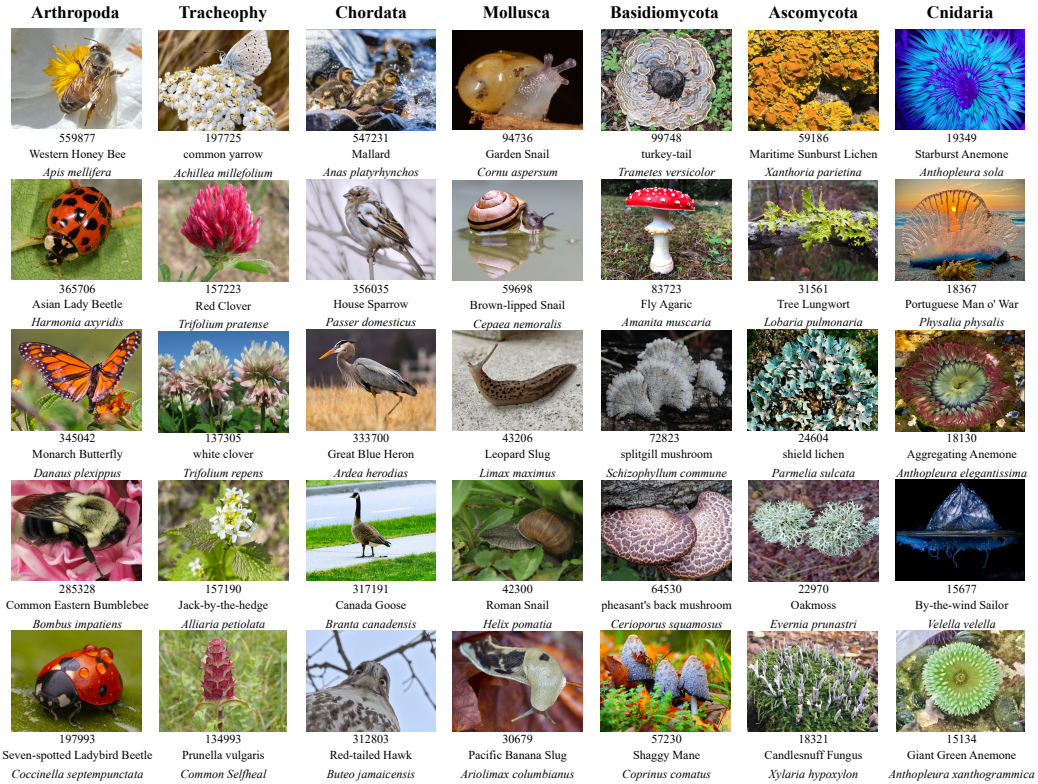 Arthropoda Tracheophy Chordata Mollusca Basidiomycota Ascomycota Cnidaria
559877 197725 547231 94736 99748 59186 19349
Western Honey Bee common yarrow Mallard Garden Snail turkey-tail Maritime Sunburst Lichen Starburst Anemone
Apis mellifera Achillea millefolium Anas platyrhynchos Cornu aspersum Trametes versicolor Xanthoria parietina Anthopleura sola
365706 157223 356035 59698 83723 31561 18367
Asian Lady Beetle Red Clover House Sparrow Brown-lipped Snail Fly Agaric Tree Lungwort Portuguese Man o' War
Harmonia axyridis Trifolium pratense Passer domesticus Cepaea nemoralis Amanita muscaria Lobaria pulmonaria Physalia physalis
345042 137305 333700 43206 72823 24604 18130
Monarch Butterfly white clover Great Blue Heron Leopard Slug splitgill mushroom shield lichen Aggregating Anemone
Danaus plexippus Trifolium repens Ardea herodias Limax maximus Schizophyllum commune Parmelia sulcata Anthopleura elegantissima
285328 157190 317191 42300 64530 22970 15677
Common Eastern Bumblebee Jack-by-the-hedge Canada Goose Roman Snail pheasant's back mushroom Oakmoss By-the-wind Sailor
Bombus impatiens Alliaria petiolata Branta canadensis Helix pomatia Cerioporus squamosus Evernia prunastri Velella velella
197993 134993 312803 30679 57230 18321 15134
Seven-spotted Ladybird Beetle Prunella vulgaris Red-tailed Hawk Pacific Banana Slug Shaggy Mane Candlesnuff Fungus Giant Green Anemone
Coccinella septempunctata Common Selfheal Buteo jamaicensis Ariolimax columbianus Coprinus comatus Xylaria hypoxylon Anthopleura xanthogrammica